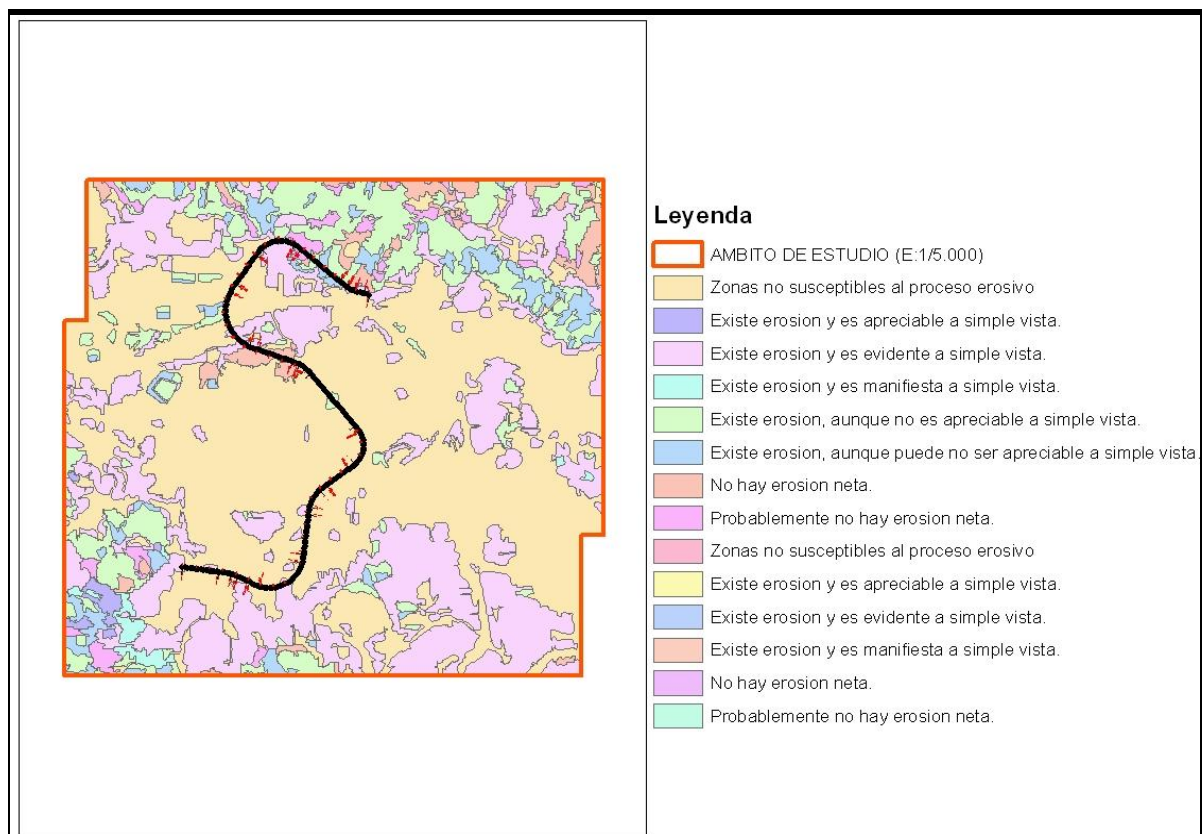 Leyenda
AMBITO DE ESTUDIO (E:1/5.000)
Zonas no susceptibles al proceso erosivo
Existe erosion y es apreciable a simple vista.
Existe erosion y es evidente a simple vista.
Existe erosion y es manifiesta a simple vista.
Existe erosion, aunque no es apreciable a simple vista.
Existe erosion, aunque puede no ser apreciable a simple vista.
No hay erosion neta.
Probablemente no hay erosion neta.
Zonas no susceptibles al proceso erosivo
Existe erosion y es apreciable a simple vista.
Existe erosion y es evidente a simple vista.
Existe erosion y es manifiesta a simple vista.
No hay erosion neta.
Probablemente no hay erosion neta.